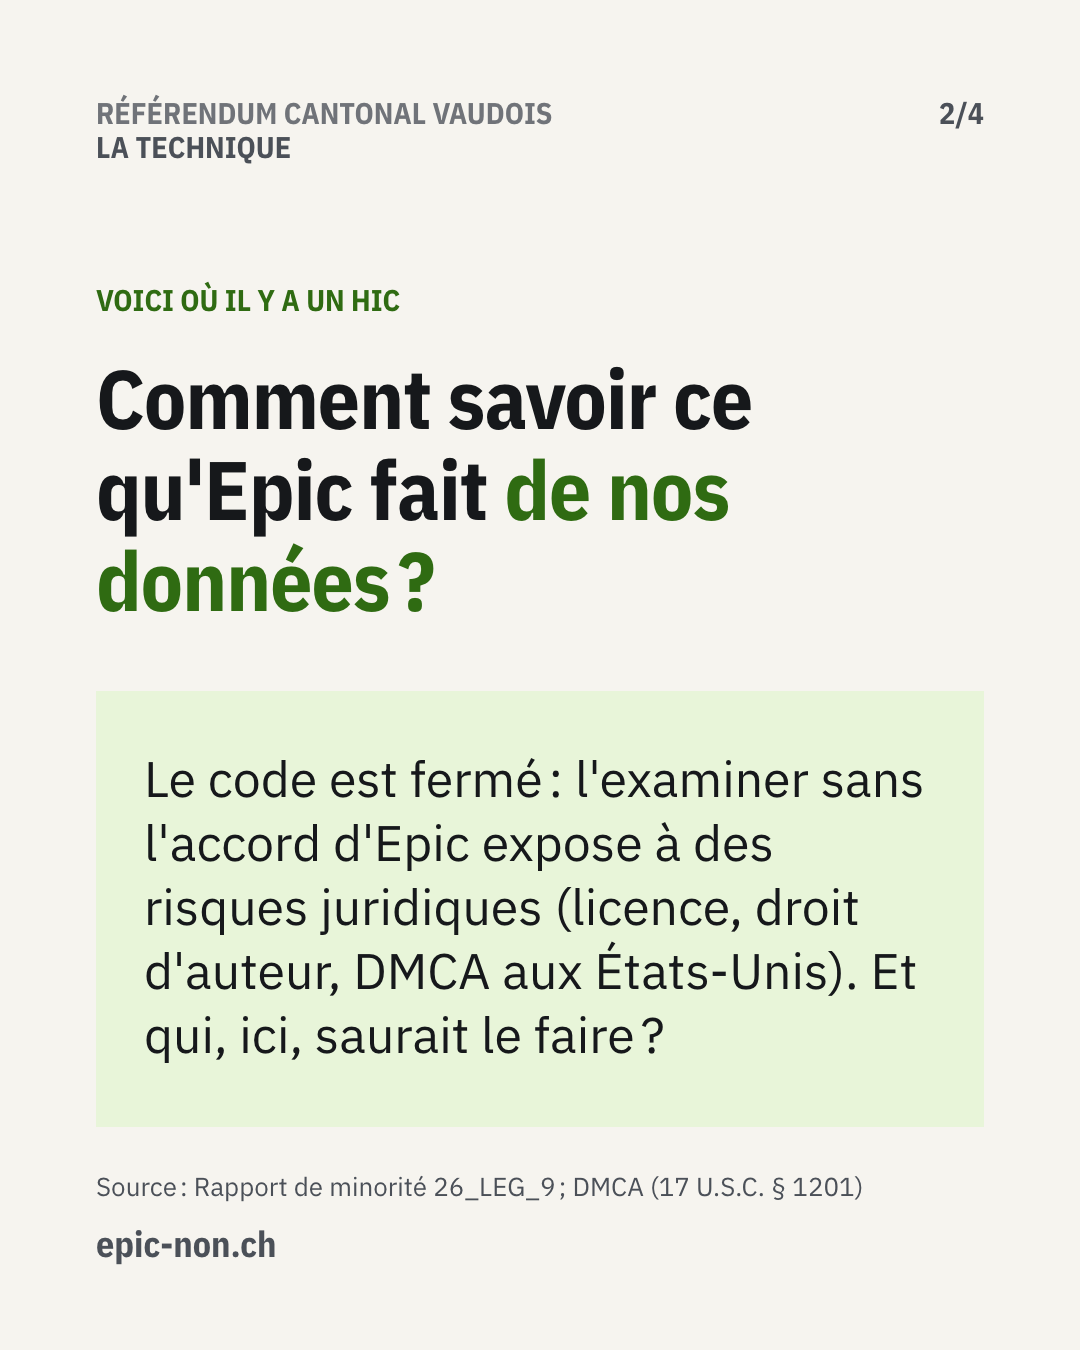 RÉFÉRENDUM CANTONAL VAUDOIS
LA TECHNIQUE
2/4
VOICI OÙ IL Y A UN HIC
Comment savoir ce
qu'Epic fait de nos
données ?
Le code est fermé : l'examiner sans
l'accord d'Epic expose à des
risques juridiques (licence, droit
d'auteur, DMCA aux États-Unis). Et
qui, ici, saurait le faire ?
Source : Rapport de minorité 26_LEG_9 ; DMCA (17 U.S.C. § 1201)
epic-non.ch